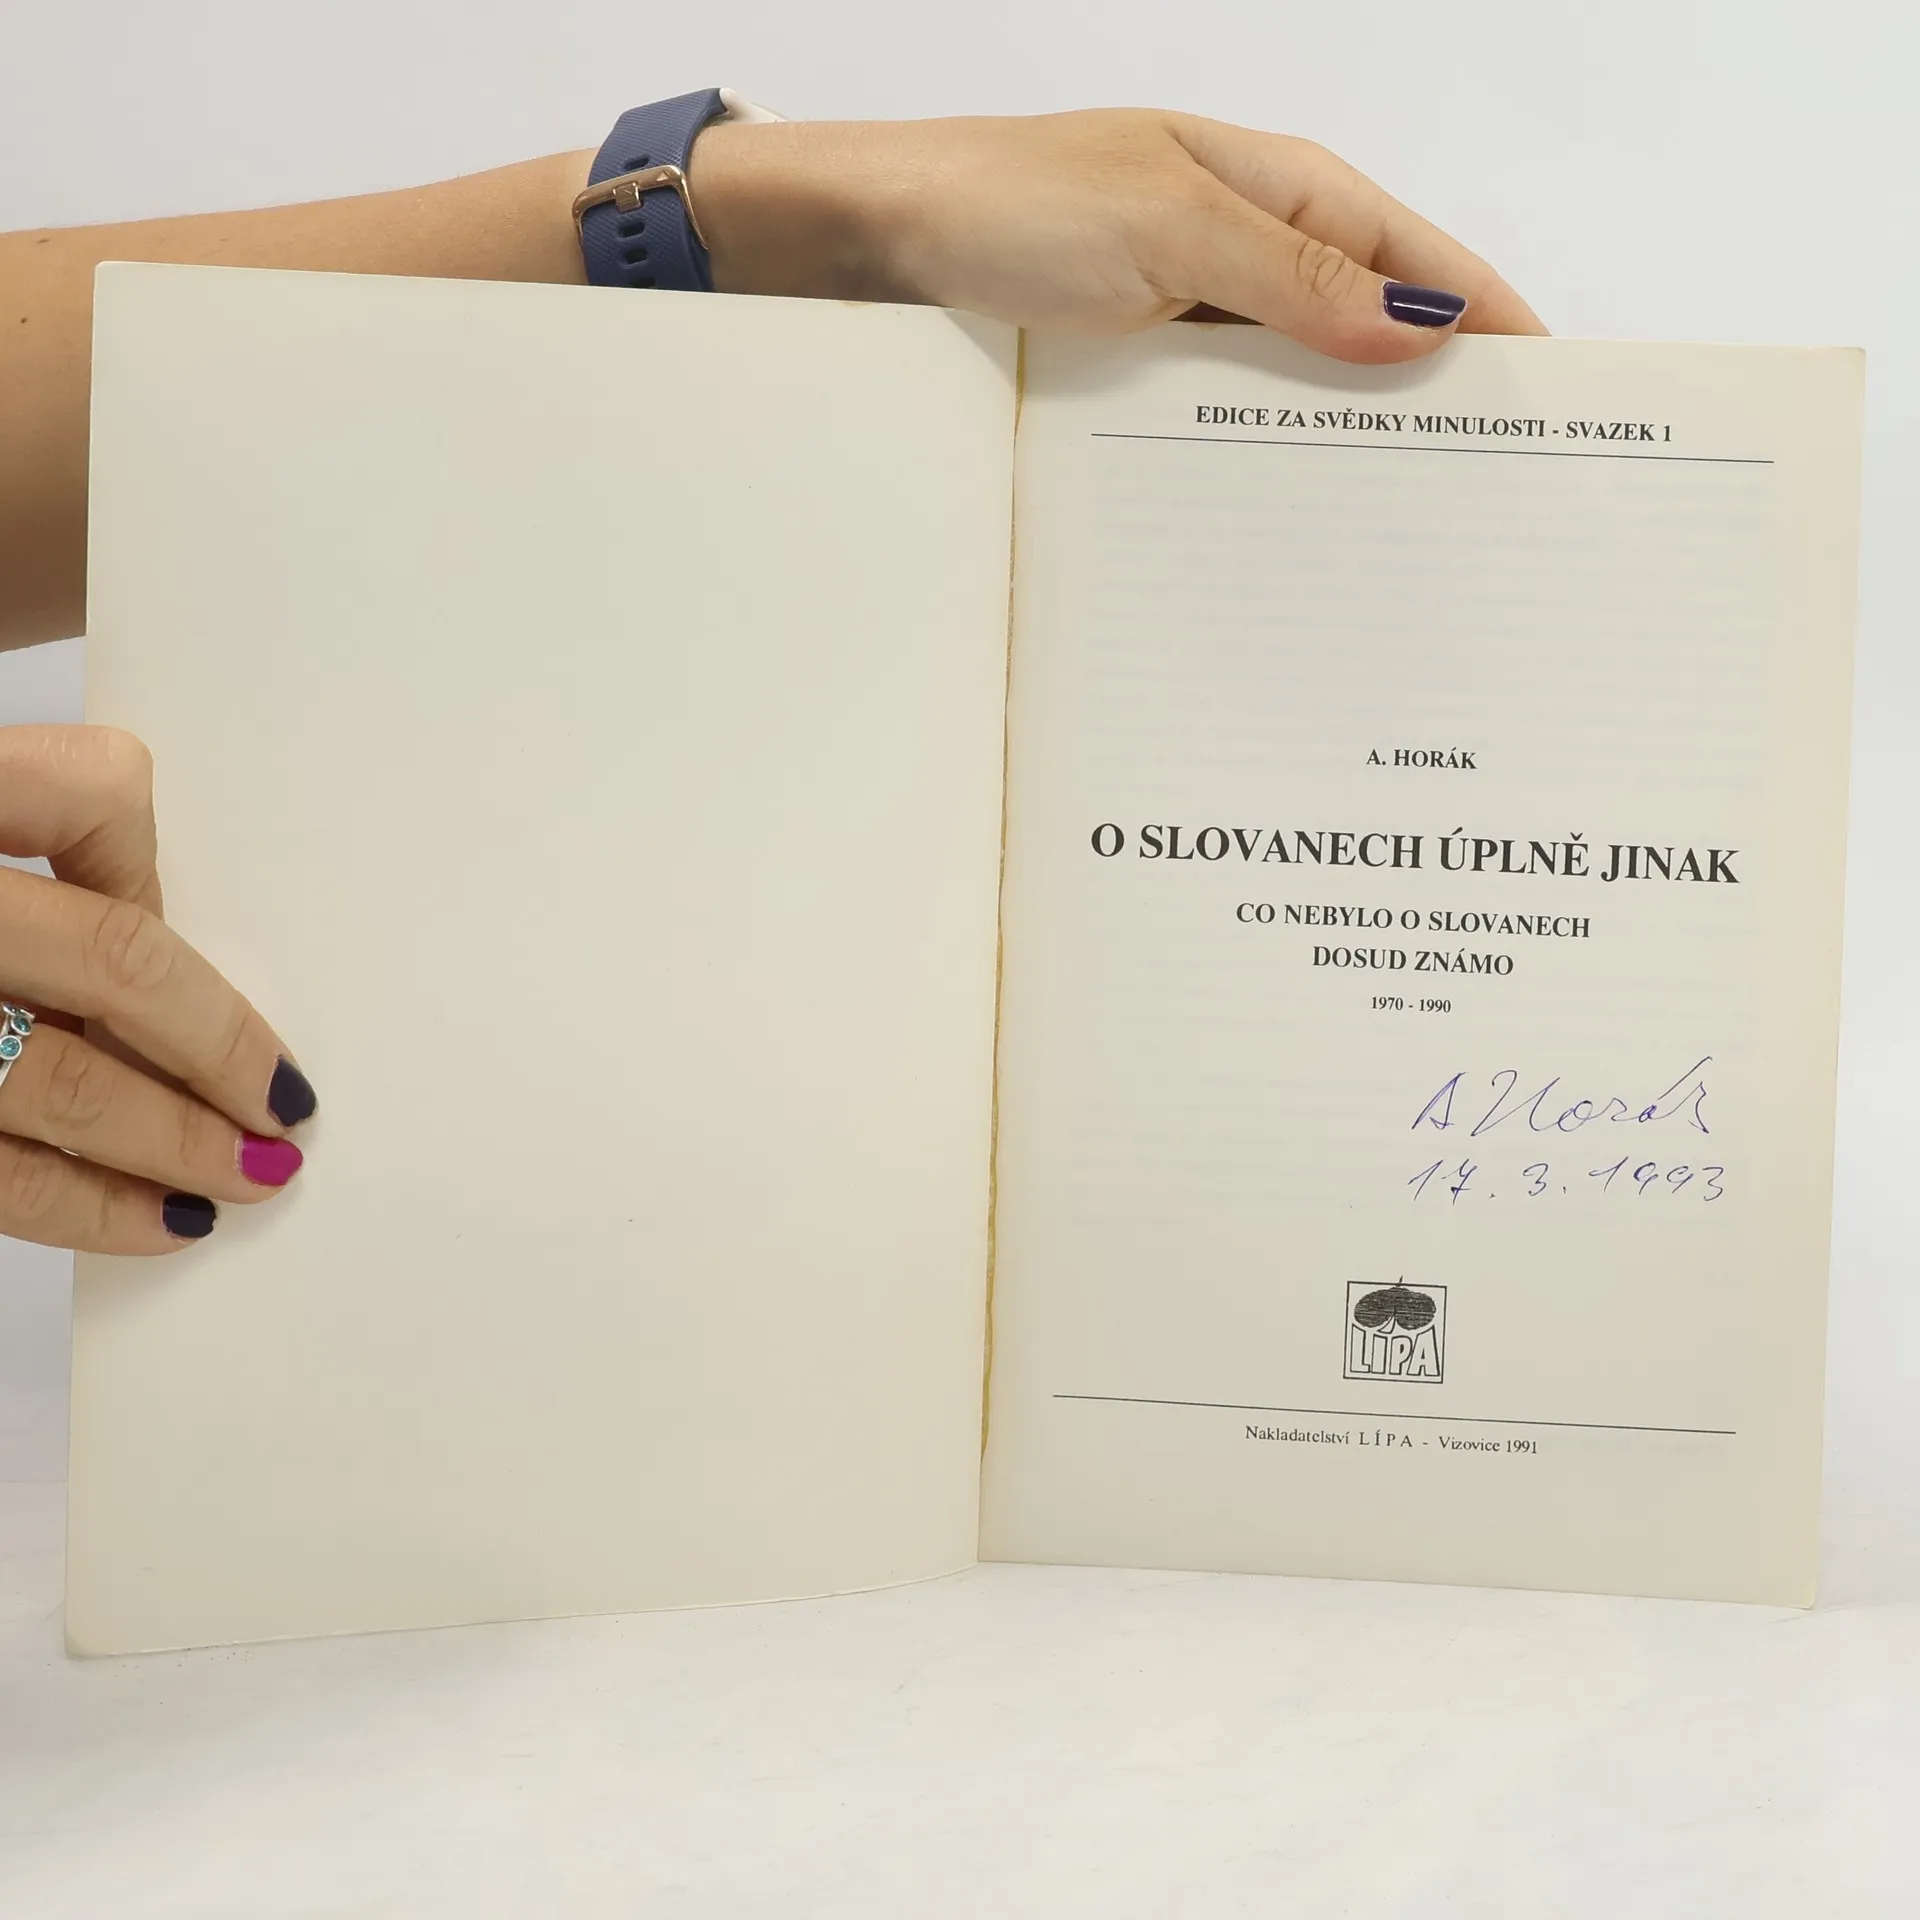 EDICE ZA SVĚDKY MINULOSTI - SVAZEK 1
A. HORÁK
O SLOVANECH ÚPLNĚ JINAK
CO NEBYLO O SLOVANECH
DOSUD ZNÁMO
1970 - 1990
A Horák
17. 3. 1993
LÍPA
Nakladatelství LÍPA - Vizovice 1991